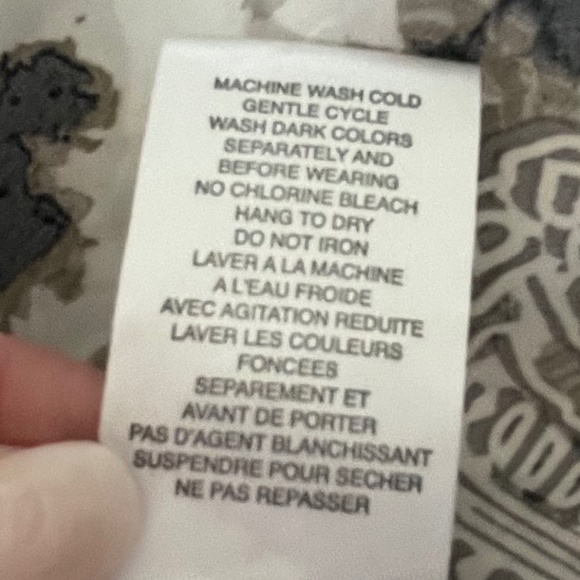 MACHINE WASH COLD
GENTLE CYCLE
WASH DARK COLORS
SEPARATELY AND
BEFORE WEARING
NO CHLORINE BLEACH
HANG TO DRY
DO NOT IRON
LAVER A LA MACHINE
A L'EAU FROIDE
AVEC AGITATION REDUITE
LAVER LES COULEURS
FONCEES
SEPAREMENT ET
AVANT DE PORTER
PAS D'AGENT BLANCHISSANT
SUSPENDRE POUR SECHER
NE PAS REPASSER